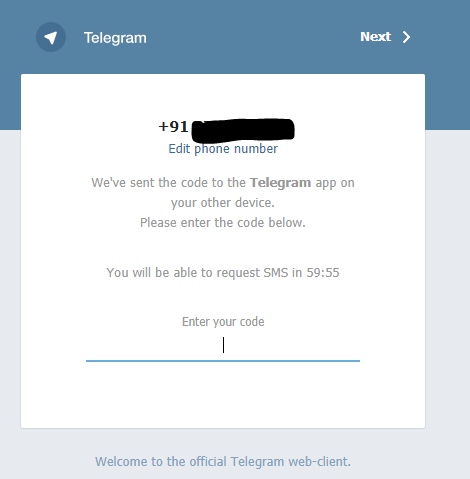 Telegram
Next
+91
Edit phone number
We've sent the code to the Telegram app on
your other device.
Please enter the code below.
You will be able to request SMS in 59:55
Enter your code
Welcome to the official Telegram web-client.